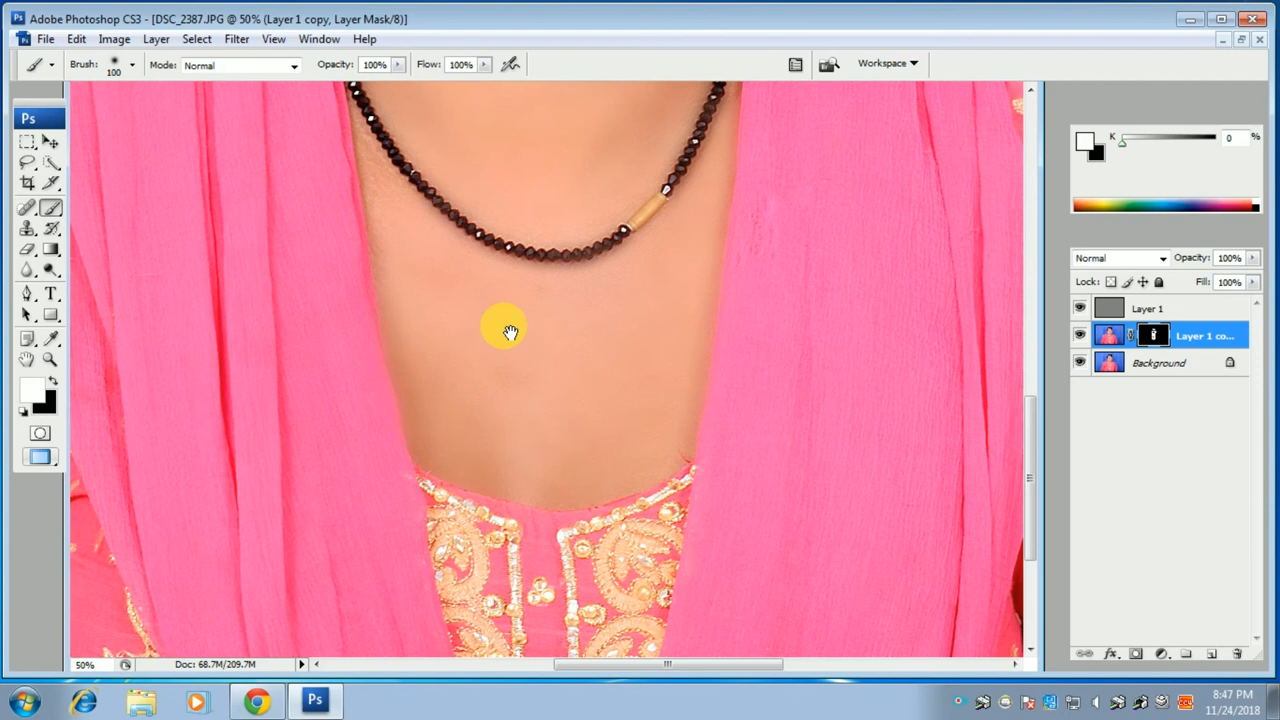 Ps Adobe Photoshop CS3 - [DSC_2387.JPG @ 50% (Layer 1 copy, Layer Mask/8)]
File Edit Image Layer Select Filter View Window Help
Brush: 100 Mode: Normal Opacity: 100% Flow: 100% Workspace
Ps
K 0 %
Normal Opacity: 100%
Lock: Fill: 100%
Layer 1
Layer 1 co...
Background
50% Doc: 68.7M/209.7M
Ps
8:47 PM
11/24/2018